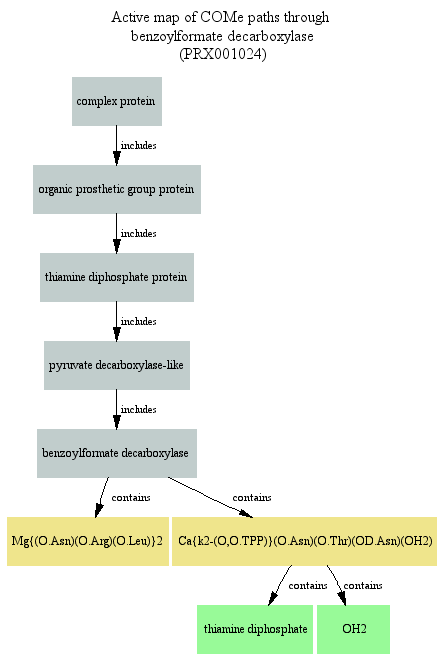 Active map of COMe paths through
benzoylformate decarboxylase
(PRX001024)
complex protein
includes
organic prosthetic group protein
includes
thiamine diphosphate protein
includes
pyruvate decarboxylase-like
includes
benzoylformate decarboxylase
contains contains
Mg{(O.Asn)(O.Arg)(O.Leu)}2 Ca{k2-(O,O.TPP)}(O.Asn)(O.Thr)(OD.Asn)(OH2)
contains contains
thiamine diphosphate OH2